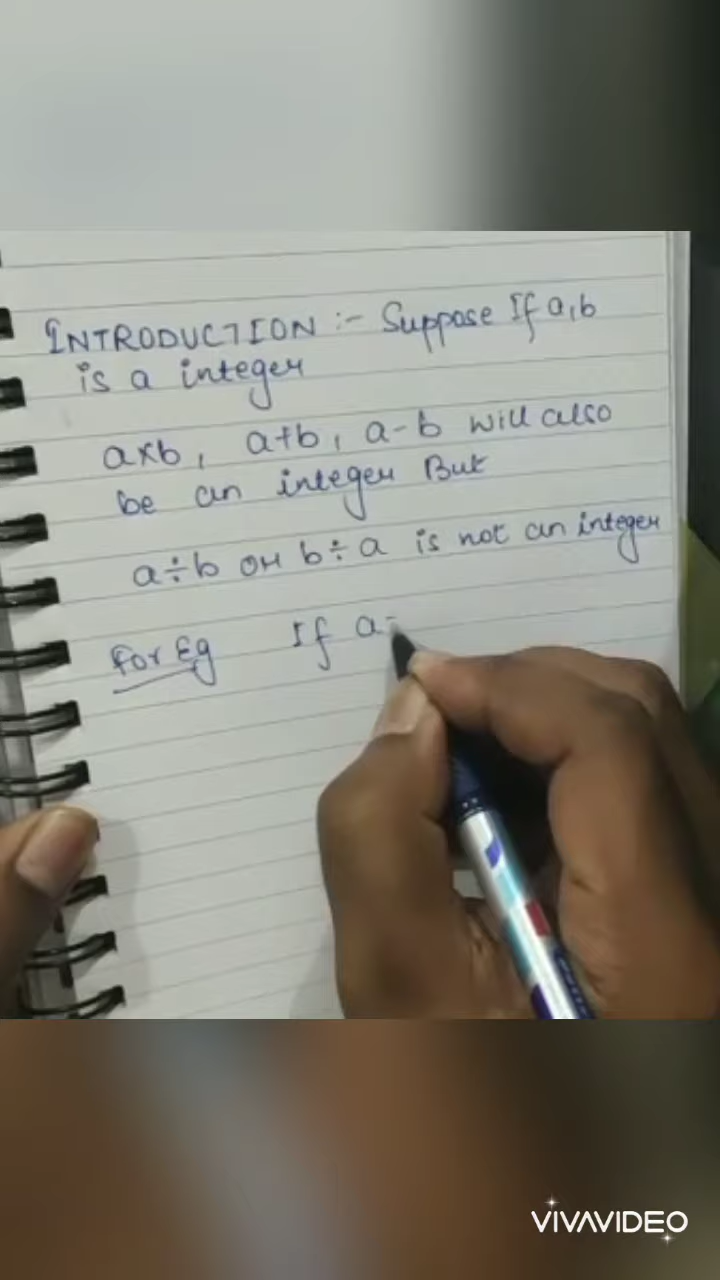 INTRODUCTION :- Suppose If a,b
is a integer
a×b, a+b, a-b will also
be an integer But
a÷b or b÷a is not an integer
For Eg If a=
VIVAVIDEO